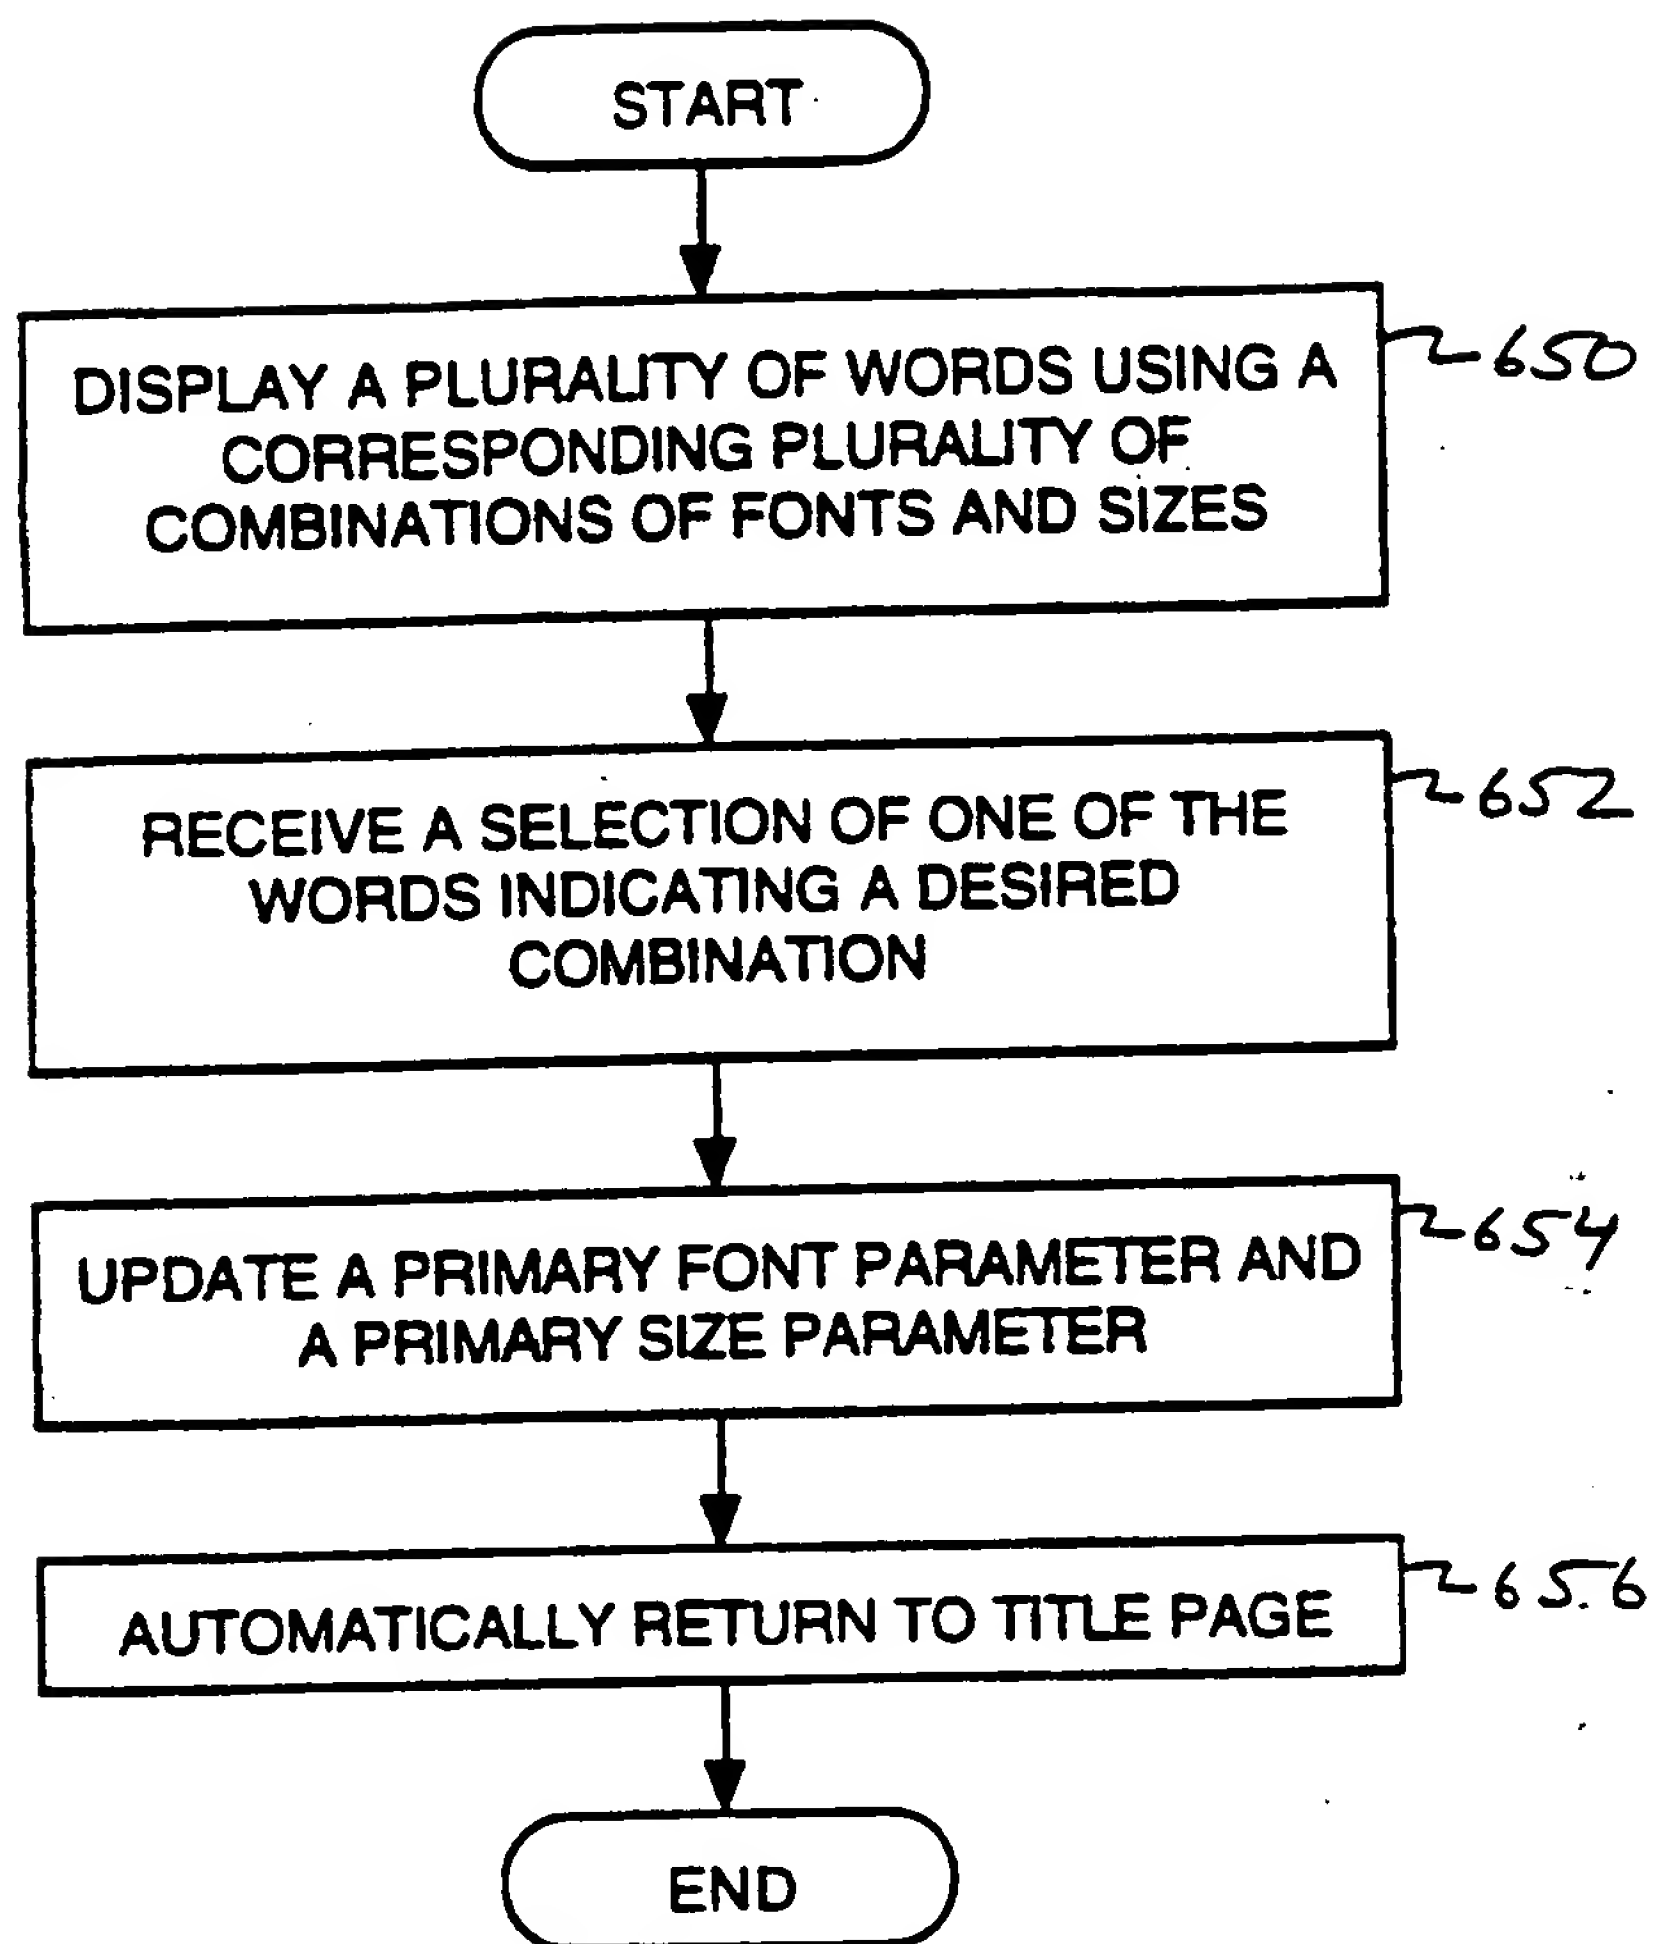 START
DISPLAY A PLURALITY OF WORDS USING A
CORRESPONDING PLURALITY OF
COMBINATIONS OF FONTS AND SIZES
650
RECEIVE A SELECTION OF ONE OF THE
WORDS INDICATING A DESIRED
COMBINATION
652
UPDATE A PRIMARY FONT PARAMETER AND
A PRIMARY SIZE PARAMETER
654
AUTOMATICALLY RETURN TO TITLE PAGE
656
END